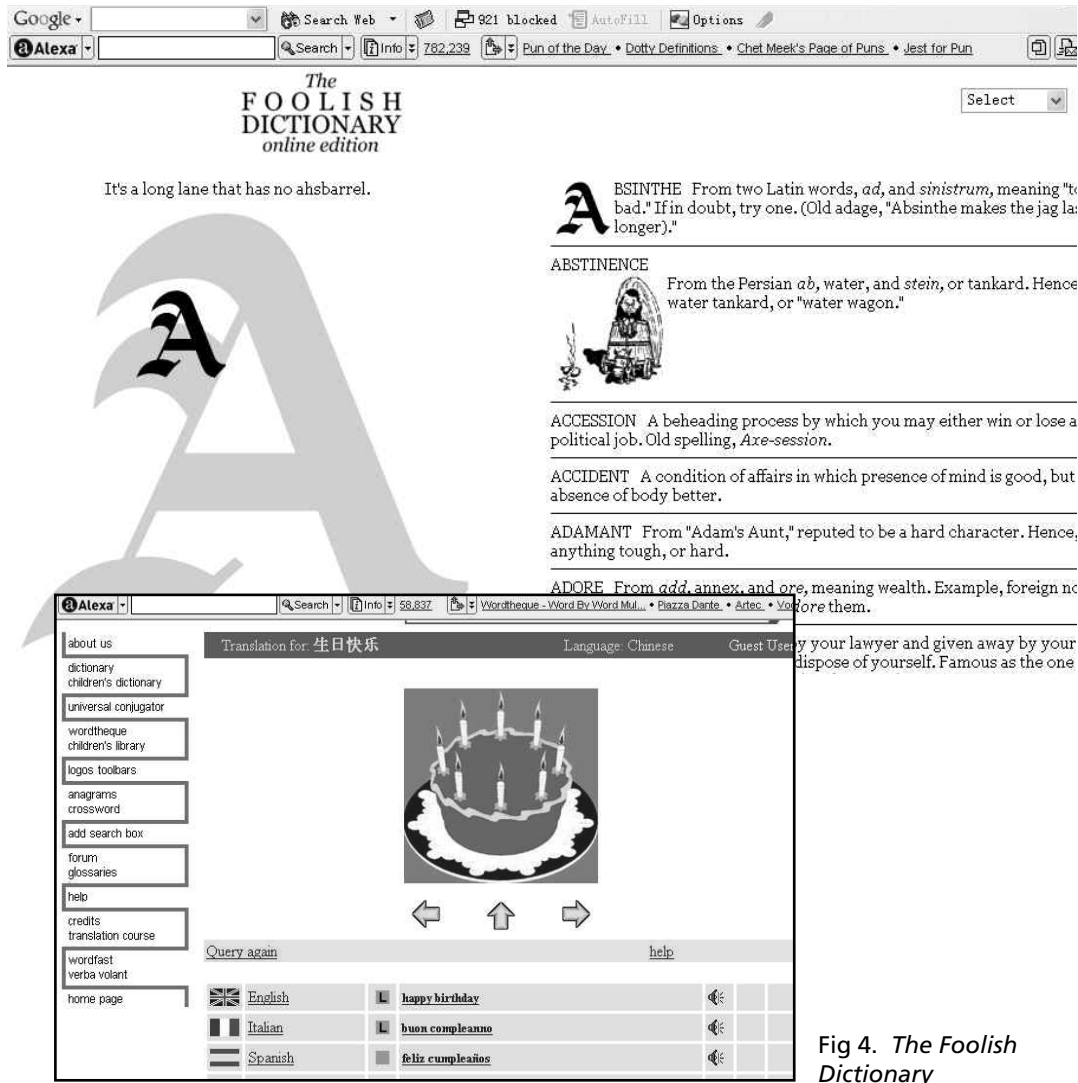 Google Search Web 921 blocked AutoFill Options
Alexa Search Info 782,239 Pun of the Day • Dotty Definitions • Chet Meek's Page of Puns • Jest for Pun
The
FOOLISH
DICTIONARY
online edition
Select
It's a long lane that has no ahsbarrel.
ABSINTHE From two Latin words, ad, and sinistrum, meaning "to
bad." If in doubt, try one. (Old adage, "Absinthe makes the jag las
longer)."
ABSTINENCE
From the Persian ab, water, and stein, or tankard. Hence
water tankard, or "water wagon."
ACCESSION A beheading process by which you may either win or lose a
political job. Old spelling, Axe-session.
ACCIDENT A condition of affairs in which presence of mind is good, but
absence of body better.
ADAMANT From "Adam's Aunt," reputed to be a hard character. Hence,
anything tough, or hard.
ADORE From add, annex, and ore, meaning wealth. Example, foreign no
dore them.
y your lawyer and given away by your
dispose of yourself. Famous as the one
A
A
Alexa Search Info 58,837 Wordtheque - Word By Word Mul... • Piazza Dante • Artec • Voc
about us
dictionary
children's dictionary
universal conjugator
wordtheque
children's library
logos toolbars
anagrams
crossword
add search box
forum
glossaries
help
credits
translation course
wordfast
verba volant
home page
Translation for: 生日快乐 Language: Chinese Guest User
Query again help
English L happy birthday
Italian L buon compleanno
Spanish feliz cumpleaños
Fig 4. The Foolish
Dictionary